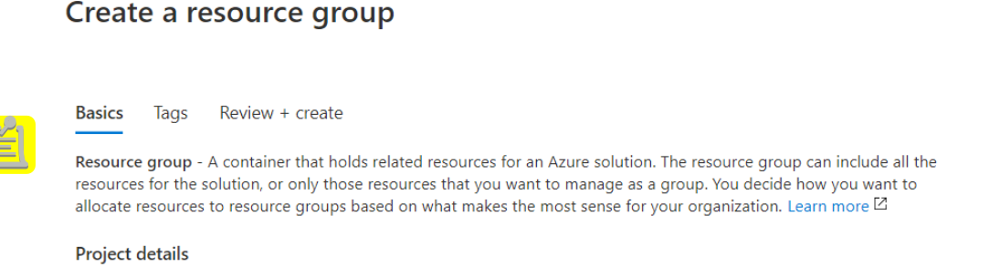 Create a resource group
Basics Tags Review + create
Resource group - A container that holds related resources for an Azure solution. The resource group can include all the
resources for the solution, or only those resources that you want to manage as a group. You decide how you want to
allocate resources to resource groups based on what makes the most sense for your organization. Learn more
Project details